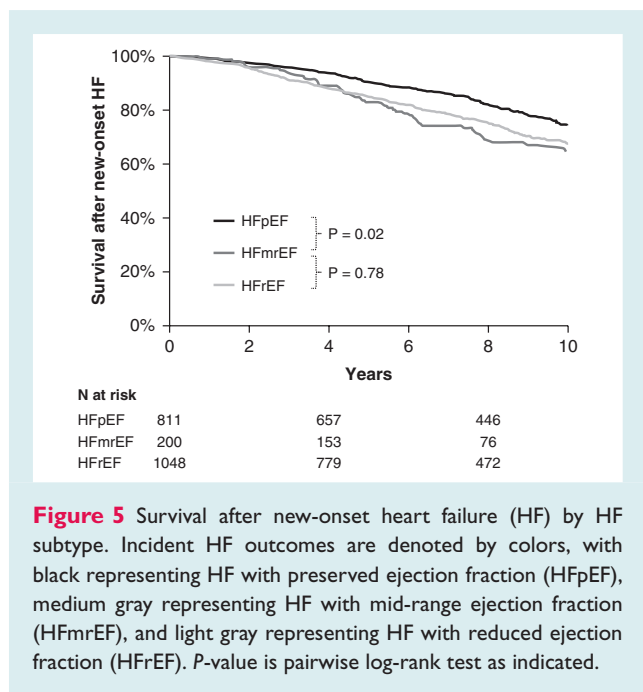 100%
80%
60%
40%
20%
0%
Survival after new-onset HF
HFpEF
HFmrEF
HFrEF
P = 0.02
P = 0.78
0 2 4 6 8 10
Years
N at risk
HFpEF 811 657 446
HFmrEF 200 153 76
HFrEF 1048 779 472
Figure 5 Survival after new-onset heart failure (HF) by HF
subtype. Incident HF outcomes are denoted by colors, with
black representing HF with preserved ejection fraction (HFpEF),
medium gray representing HF with mid-range ejection fraction
(HFmrEF), and light gray representing HF with reduced ejection
fraction (HFrEF). P-value is pairwise log-rank test as indicated.